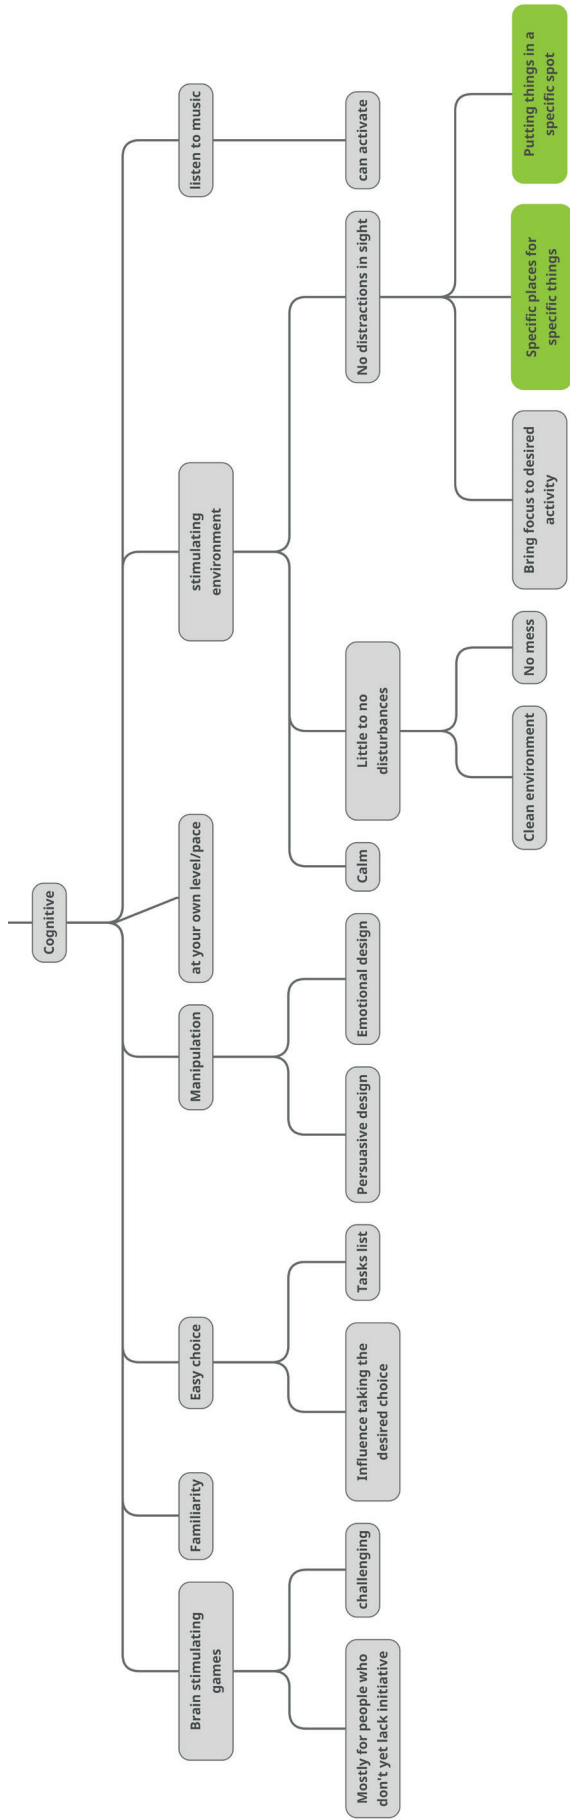 Cognitive
Brain stimulating
games
Familiarity
Easy choice
Manipulation
at your own level/pace
stimulating
environment
listen to music
Mostly for people who
don't yet lack initiative
challenging
Influence taking the
desired choice
Tasks list
Persuasive design
Emotional design
Calm
Little to no
disturbances
No distractions in sight
can activate
Clean environment
No mess
Bring focus to desired
activity
Specific places for
specific things
Putting things in a
specific spot